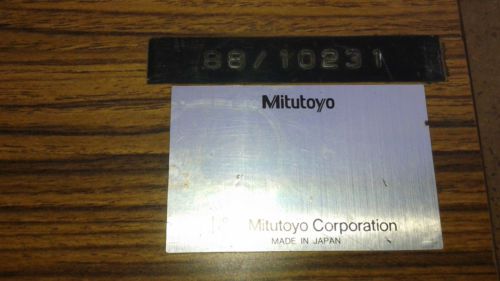 88/10231
Mitutoyo
Mitutoyo Corporation
MADE IN JAPAN